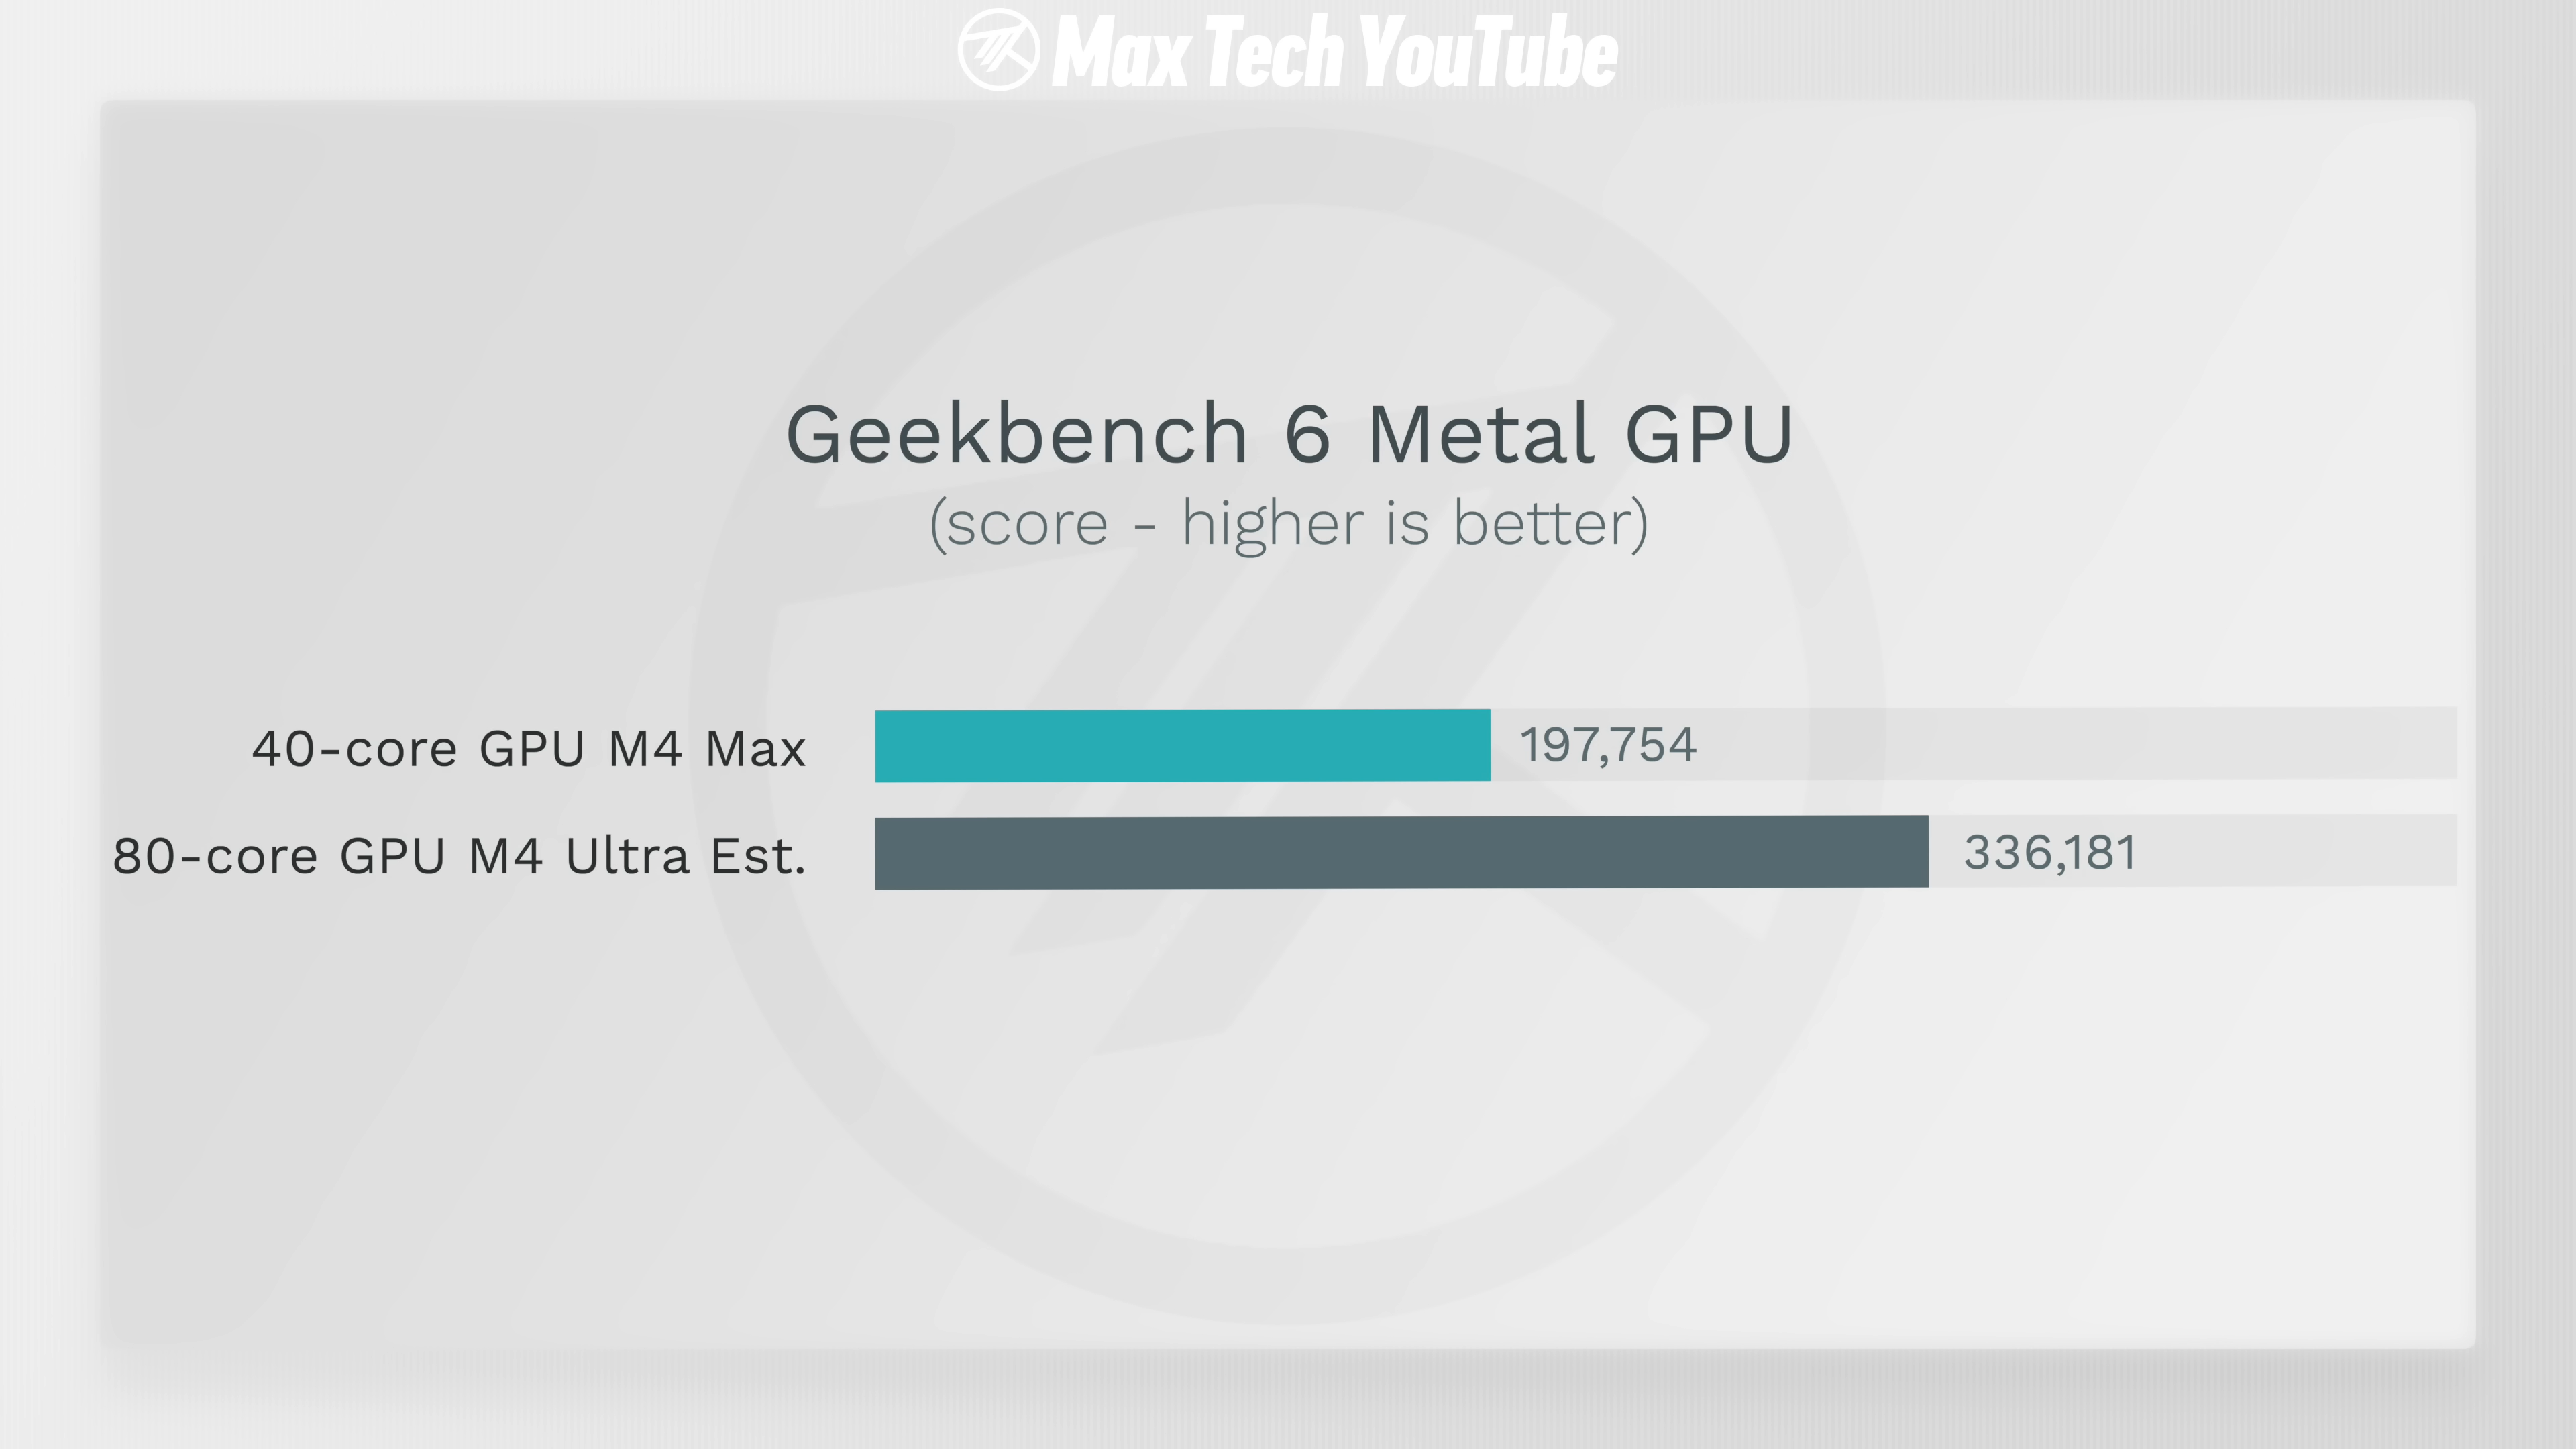 Max Tech YouTube
Geekbench 6 Metal GPU
(score - higher is better)
40-core GPU M4 Max 197,754
80-core GPU M4 Ultra Est. 336,181